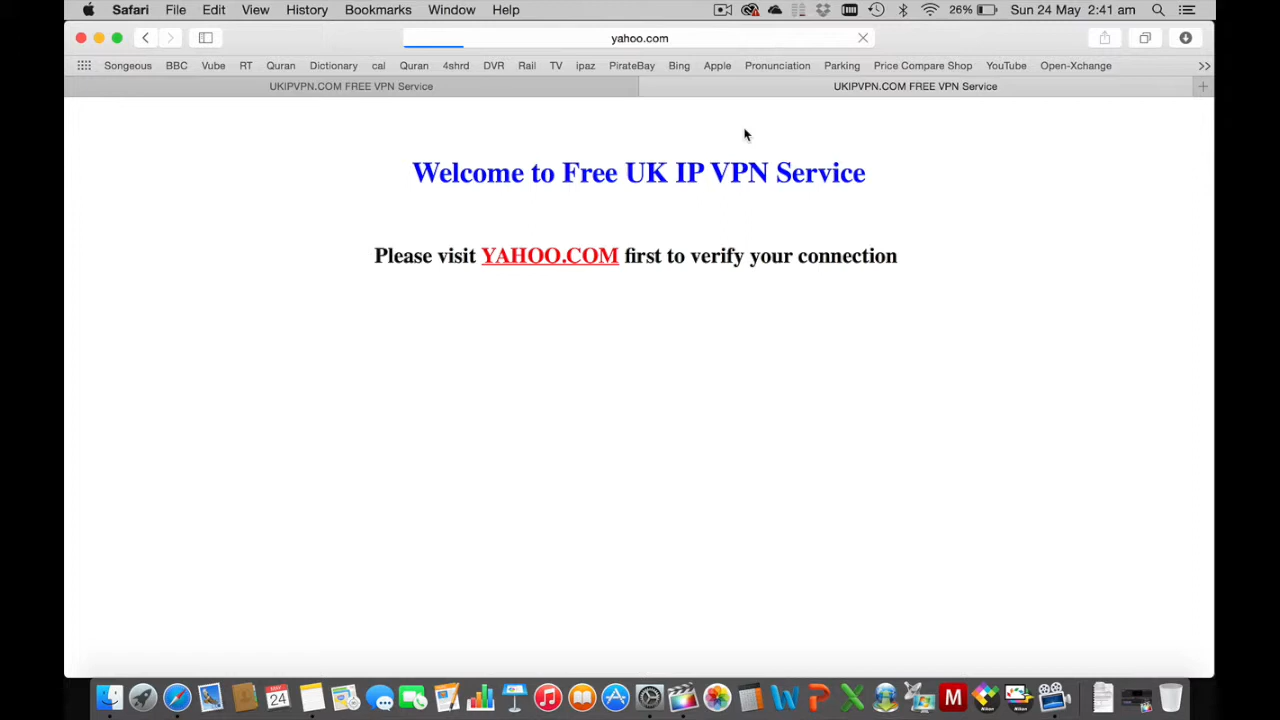 Safari File Edit View History Bookmarks Window Help 26% Sun 24 May 2:41 am
yahoo.com
Songeous BBC Vube RT Quran Dictionary cal Quran 4shrd DVR Rail TV ipaz PirateBay Bing Apple Pronunciation Parking Price Compare Shop YouTube Open-Xchange
UKIPVPN.COM FREE VPN Service UKIPVPN.COM FREE VPN Service
Welcome to Free UK IP VPN Service
Please visit YAHOO.COM first to verify your connection
24